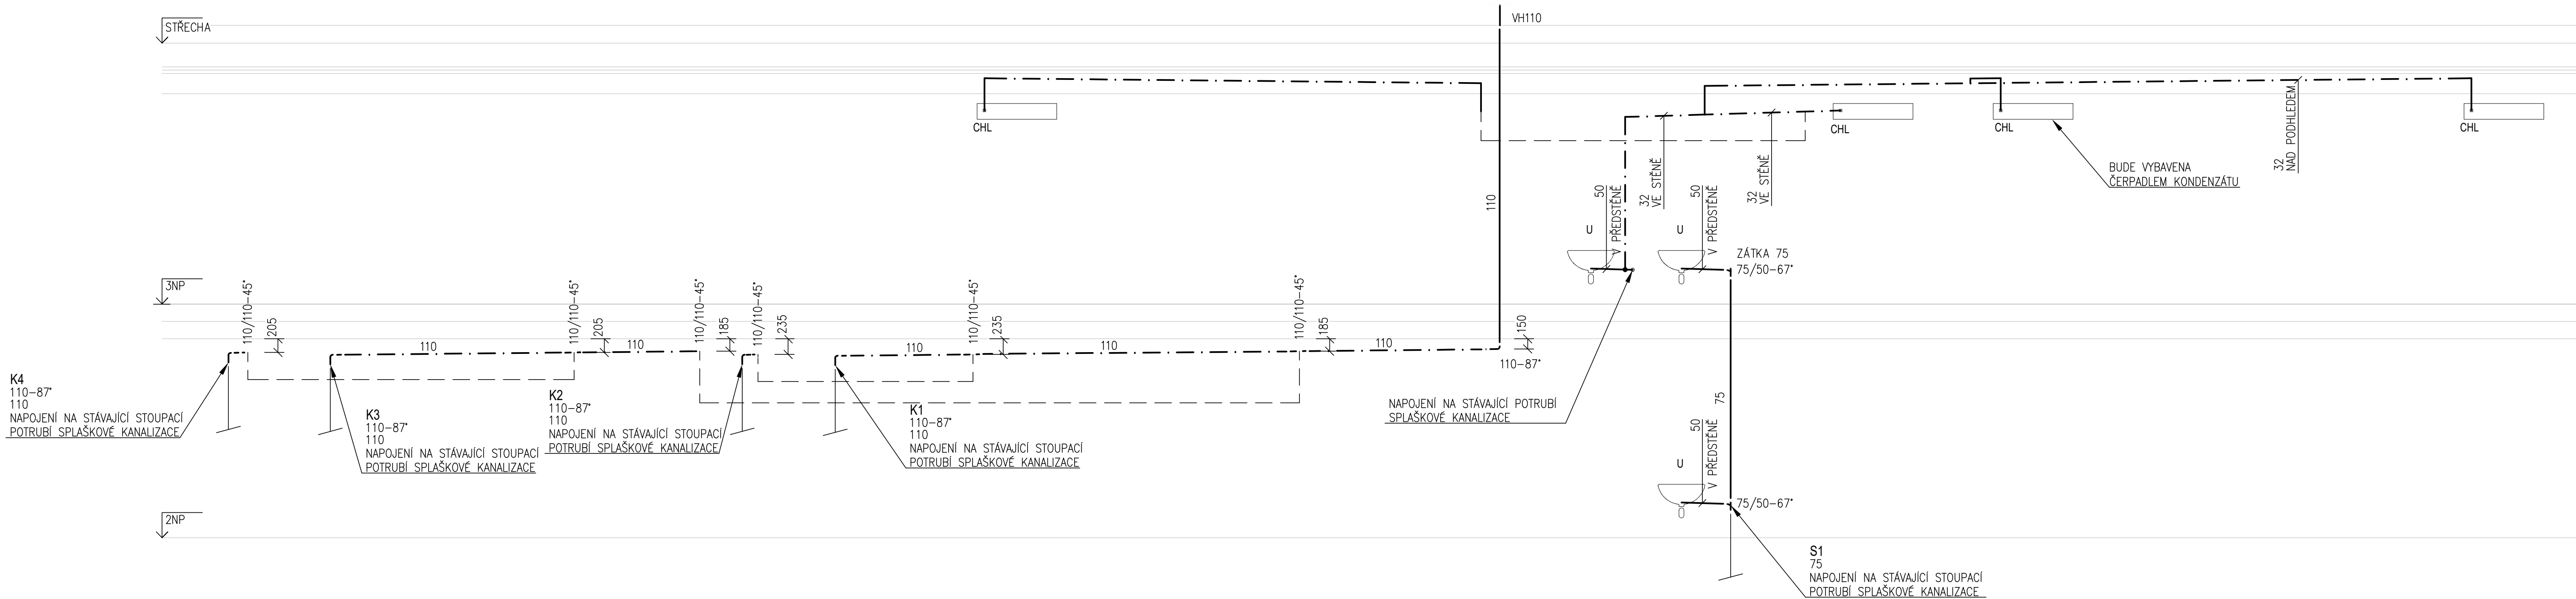 STŘECHA
VH110
CHL
CHL
CHL
CHL
32
NAD PODHLEDEM
BUDE VYBAVENA
ČERPADLEM KONDENZÁTU
110
50
V PŘEDSTĚNĚ
32
VE STĚNĚ
50
V PŘEDSTĚNĚ
32
VE STĚNĚ
U
U
ZÁTKA 75
75/50-67°
3NP
110/110-45°
205
110/110-45°
205
110/110-45°
185
110/110-45°
235
110/110-45°
235
110/110-45°
185
150
110
110
110
110
110
110-87°
K4
110-87°
110
NAPOJENÍ NA STÁVAJÍCÍ STOUPACÍ
POTRUBÍ SPLAŠKOVÉ KANALIZACE
K3
110-87°
110
NAPOJENÍ NA STÁVAJÍCÍ STOUPACÍ
POTRUBÍ SPLAŠKOVÉ KANALIZACE
K2
110-87°
110
NAPOJENÍ NA STÁVAJÍCÍ STOUPACÍ
POTRUBÍ SPLAŠKOVÉ KANALIZACE
K1
110-87°
110
NAPOJENÍ NA STÁVAJÍCÍ STOUPACÍ
POTRUBÍ SPLAŠKOVÉ KANALIZACE
NAPOJENÍ NA STÁVAJÍCÍ POTRUBÍ
SPLAŠKOVÉ KANALIZACE
75
50
V PŘEDSTĚNĚ
U
75/50-67°
2NP
S1
75
NAPOJENÍ NA STÁVAJÍCÍ STOUPACÍ
POTRUBÍ SPLAŠKOVÉ KANALIZACE